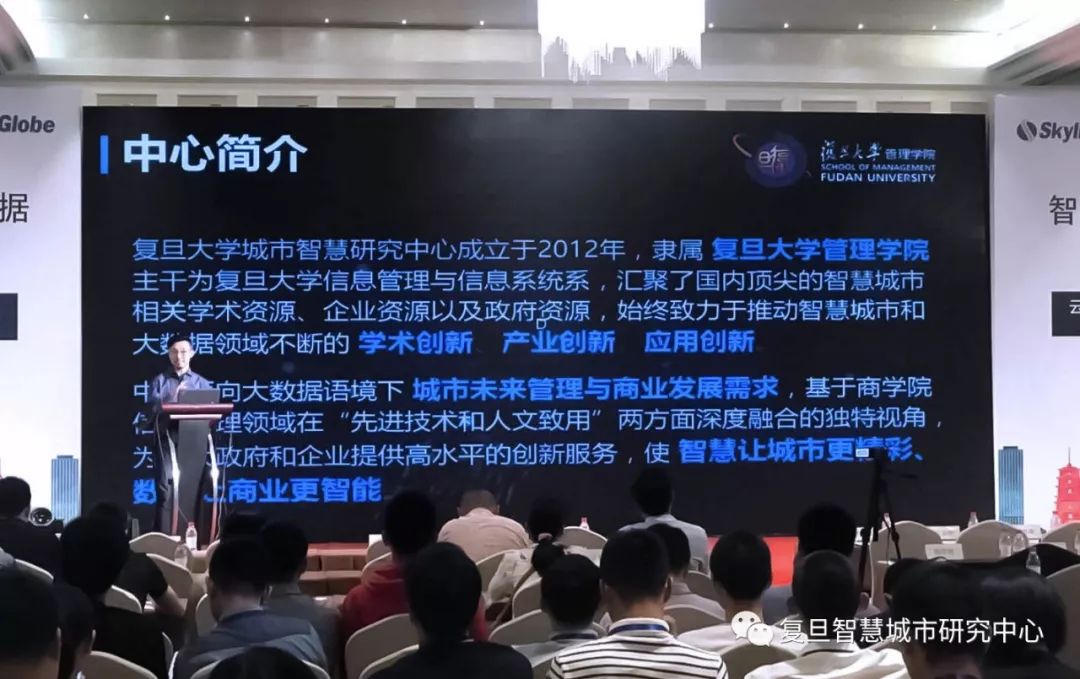 Globe
据
中心简介
復旦大學 管理学院
SCHOOL OF MANAGEMENT
FUDAN UNIVERSITY
Skyl
智
云
复旦大学城市智慧研究中心成立于2012年，隶属 复旦大学管理学院
主干为复旦大学信息管理与信息系统系，汇聚了国内顶尖的智慧城市
相关学术资源、企业资源以及政府资源，始终致力于推动智慧城市和
大数据领域不断的 学术创新 产业创新 应用创新
中 向大数据语境下 城市未来管理与商业发展需求，基于商学院
理领域在“先进技术和人文致用”两方面深度融合的独特视角，
为 政府和企业提供高水平的创新服务，使 智慧让城市更精彩、
数 商业更智能
复旦智慧城市研究中心